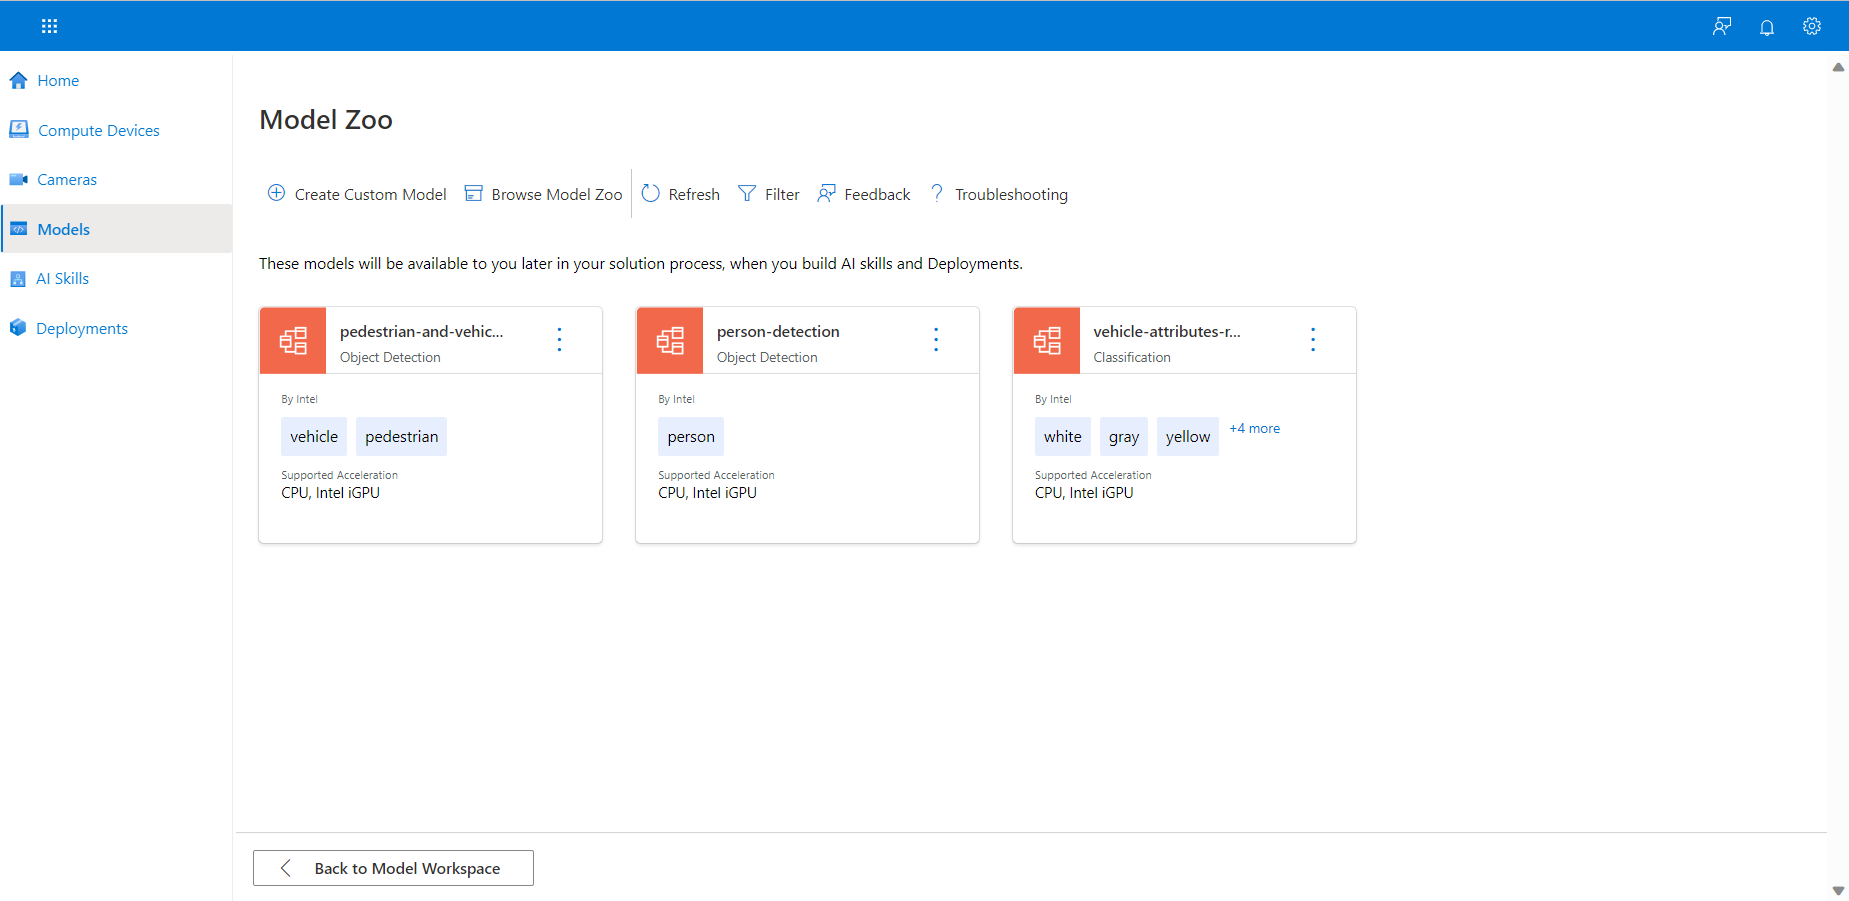 Home
Compute Devices
Cameras
Models
AI Skills
Deployments
Model Zoo
Create Custom Model Browse Model Zoo Refresh Filter Feedback Troubleshooting
These models will be available to you later in your solution process, when you build AI skills and Deployments.
pedestrian-and-vehic...
Object Detection
By Intel
vehicle pedestrian
Supported Acceleration
CPU, Intel iGPU
person-detection
Object Detection
By Intel
person
Supported Acceleration
CPU, Intel iGPU
vehicle-attributes-r...
Classification
By Intel
white gray yellow +4 more
Supported Acceleration
CPU, Intel iGPU
Back to Model Workspace